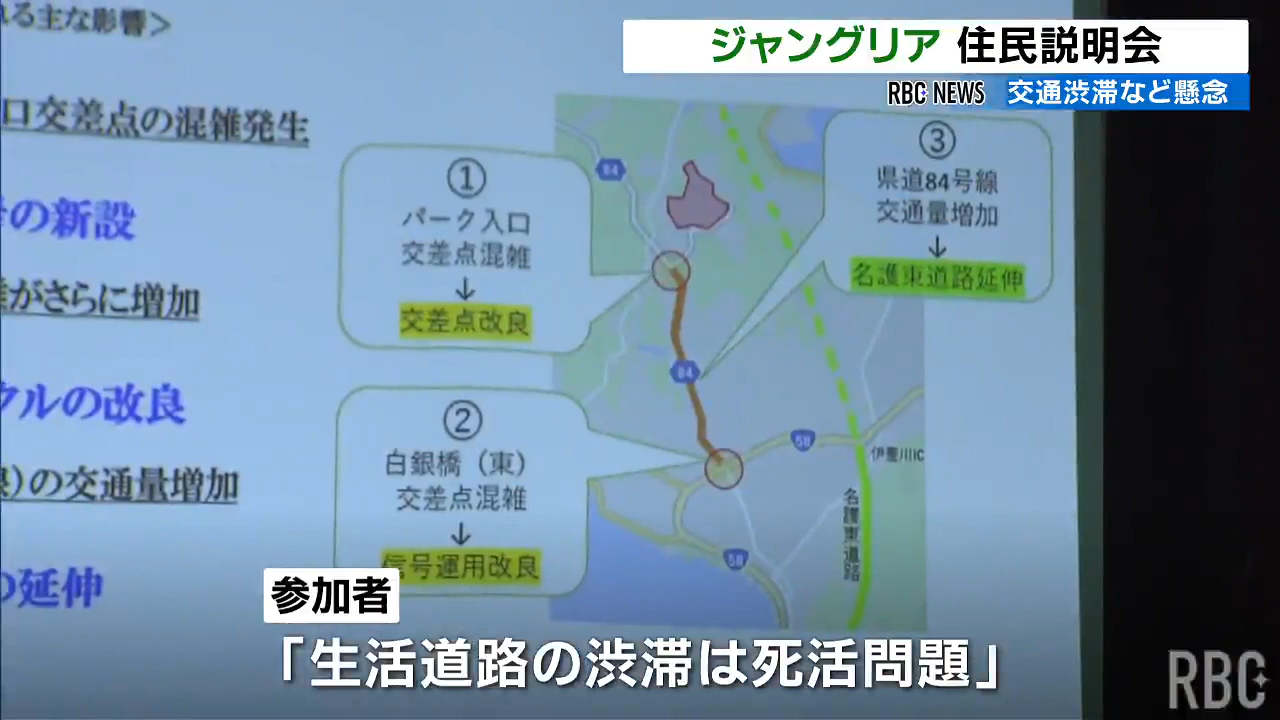 れる主な影響＞
ジャングリア 住民説明会
RBC NEWS 交通渋滞など懸念
口交差点の混雑発生
の新設
がさらに増加
クルの改良
)の交通量増加
の延伸
①
パーク入口
交差点混雑
↓
交差点改良
②
白銀橋（東）
交差点混雑
↓
信号運用改良
③
県道84号線
交通量増加
↓
名護東道路延伸
84
84
58
伊差川IC
名護東道路
58
参加者
「生活道路の渋滞は死活問題」
RBC